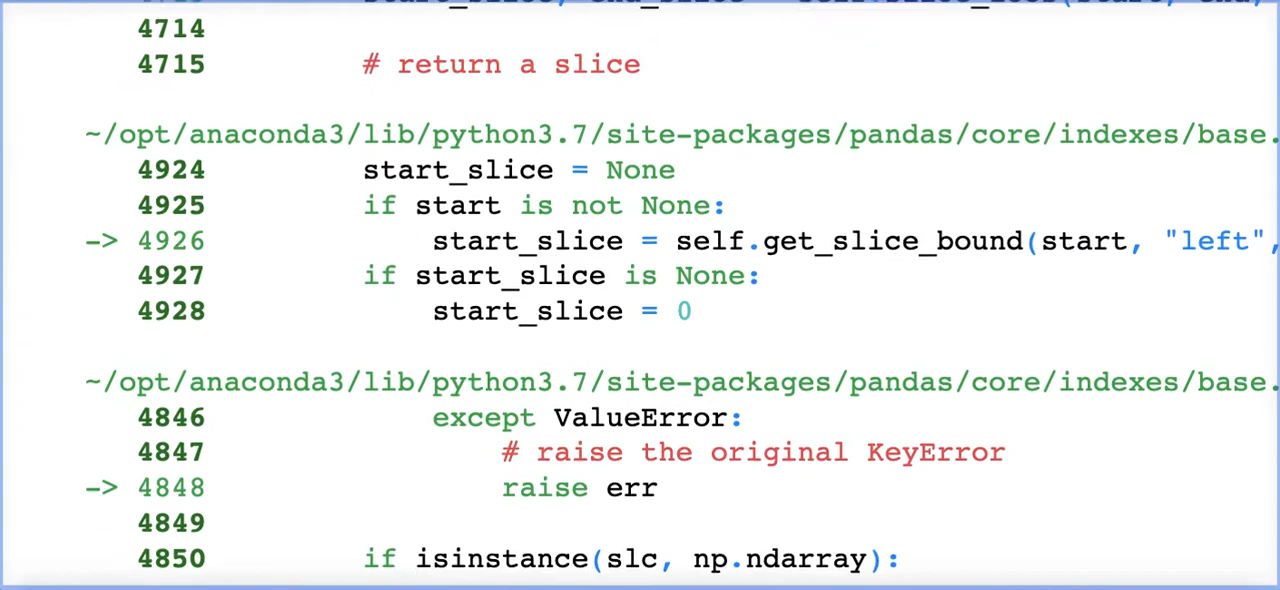 4714
4715 # return a slice
~/opt/anaconda3/lib/python3.7/site-packages/pandas/core/indexes/base.
4924 start_slice = None
4925 if start is not None:
-> 4926 start_slice = self.get_slice_bound(start, "left",
4927 if start_slice is None:
4928 start_slice = 0
~/opt/anaconda3/lib/python3.7/site-packages/pandas/core/indexes/base.
4846 except ValueError:
4847 # raise the original KeyError
-> 4848 raise err
4849
4850 if isinstance(slc, np.ndarray):